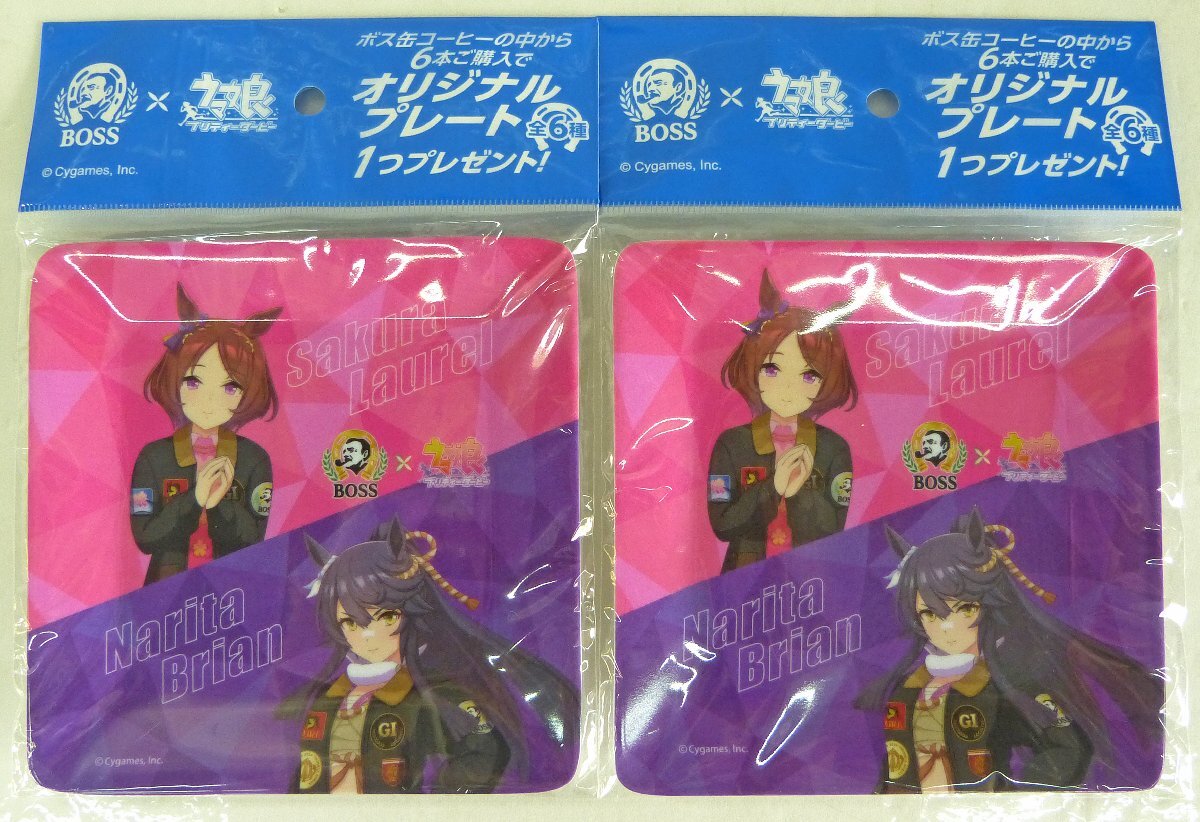 ボス缶コーヒーの中から
6本ご購入で
オリジナル
プレート 全6種
1つプレゼント!
BOSS × ウマ娘
プリティーダービー
© Cygames, Inc.
Sakura
Laurel
BOSS × ウマ娘
プリティーダービー
Narita
Brian
GI
©Cygames, Inc.
ボス缶コーヒーの中から
6本ご購入で
オリジナル
プレート 全6種
1つプレゼント!
BOSS × ウマ娘
プリティーダービー
© Cygames, Inc.
Sakura
Laurel
BOSS × ウマ娘
プリティーダービー
Narita
Brian
GI
©Cygames, Inc.